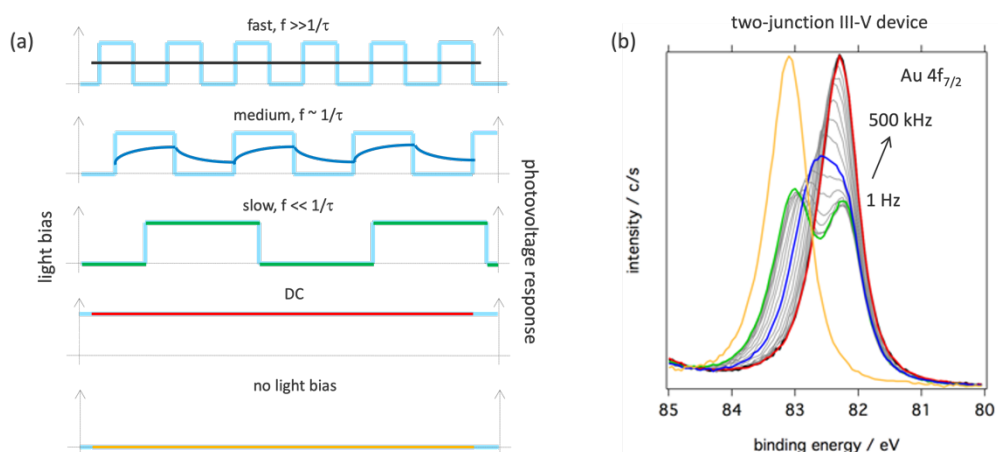 (a)
fast, f >>1/τ
medium, f ~ 1/τ
slow, f << 1/τ
DC
no light bias
light bias
photovoltage response
(b)
two-junction III-V device
Au 4f7/2
500 kHz
1 Hz
intensity / c/s
85 84 83 82 81 80
binding energy / eV